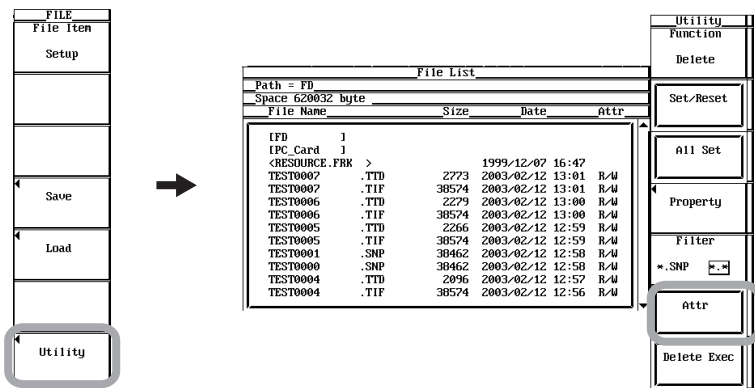 FILE
File Item
Setup
Save
Load
Utility
File List
Path = FD
Space 620032 byte
File Name Size Date Attr
[FD ]
[PC_Card ]
<RESOURCE.FRK > 1999/12/07 16:47
TEST0007 .TTD 2773 2003/02/12 13:01 R/W
TEST0007 .TIF 38574 2003/02/12 13:01 R/W
TEST0006 .TTD 2279 2003/02/12 13:00 R/W
TEST0006 .TIF 38574 2003/02/12 13:00 R/W
TEST0005 .TTD 2266 2003/02/12 12:59 R/W
TEST0005 .TIF 38574 2003/02/12 12:59 R/W
TEST0001 .SNP 38462 2003/02/12 12:58 R/W
TEST0000 .SNP 38462 2003/02/12 12:58 R/W
TEST0004 .TTD 2096 2003/02/12 12:57 R/W
TEST0004 .TIF 38574 2003/02/12 12:56 R/W
Utility
Function
Delete
Set/Reset
All Set
Property
Filter
*.SNP *.*
Attr
Delete Exec